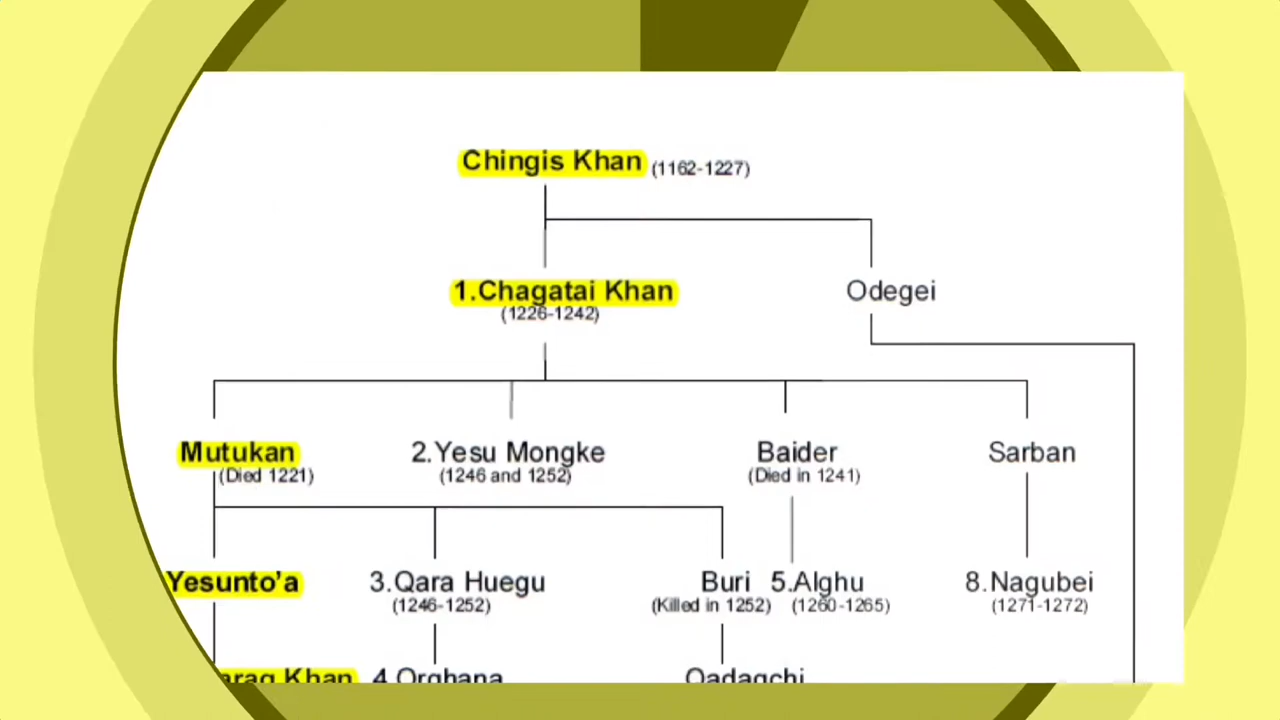 Chingis Khan (1162-1227)
1.Chagatai Khan
(1226-1242)
Odegei
Mutukan
(Died 1221)
2.Yesu Mongke
(1246 and 1252)
Baider
(Died in 1241)
Sarban
Yesunto'a
3.Qara Huegu
(1246-1252)
Buri
(Killed in 1252)
5.Alghu
(1260-1265)
8.Nagubei
(1271-1272)
Khan
4.Orghana
Qadagchi